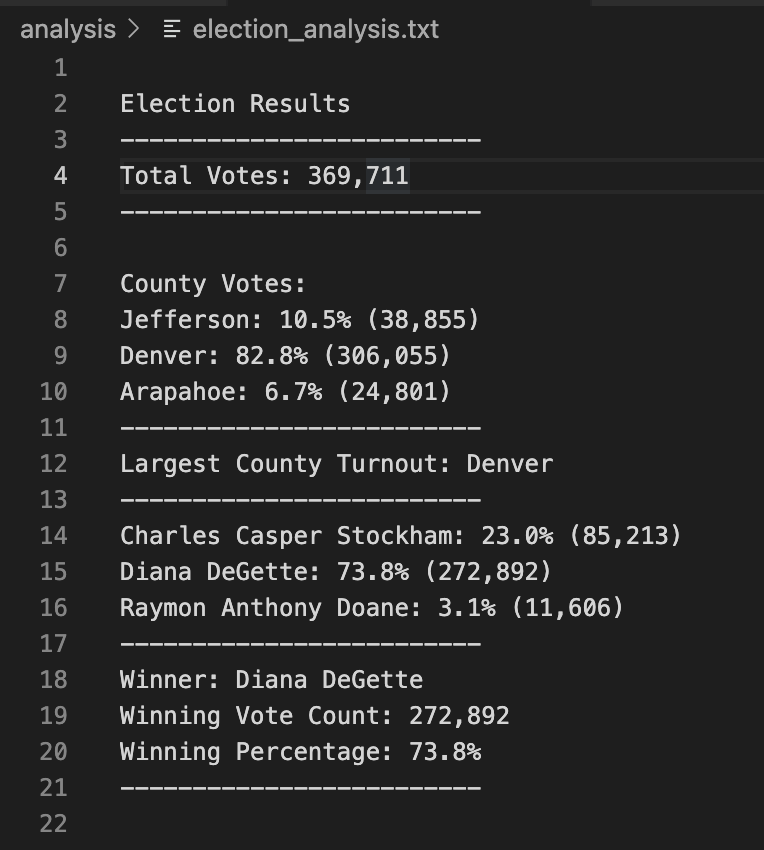 analysis > election_analysis.txt
1
2 Election Results
3 -------------------------
4 Total Votes: 369,711
5 -------------------------
6
7 County Votes:
8 Jefferson: 10.5% (38,855)
9 Denver: 82.8% (306,055)
10 Arapahoe: 6.7% (24,801)
11 -------------------------
12 Largest County Turnout: Denver
13 -------------------------
14 Charles Casper Stockham: 23.0% (85,213)
15 Diana DeGette: 73.8% (272,892)
16 Raymon Anthony Doane: 3.1% (11,606)
17 -------------------------
18 Winner: Diana DeGette
19 Winning Vote Count: 272,892
20 Winning Percentage: 73.8%
21 -------------------------
22